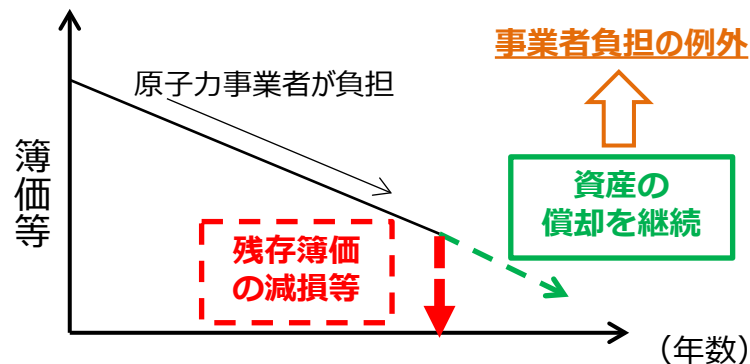 事業者負担の例外
原子力事業者が負担
簿価等
資産の
償却を継続
残存簿価
の減損等
（年数）